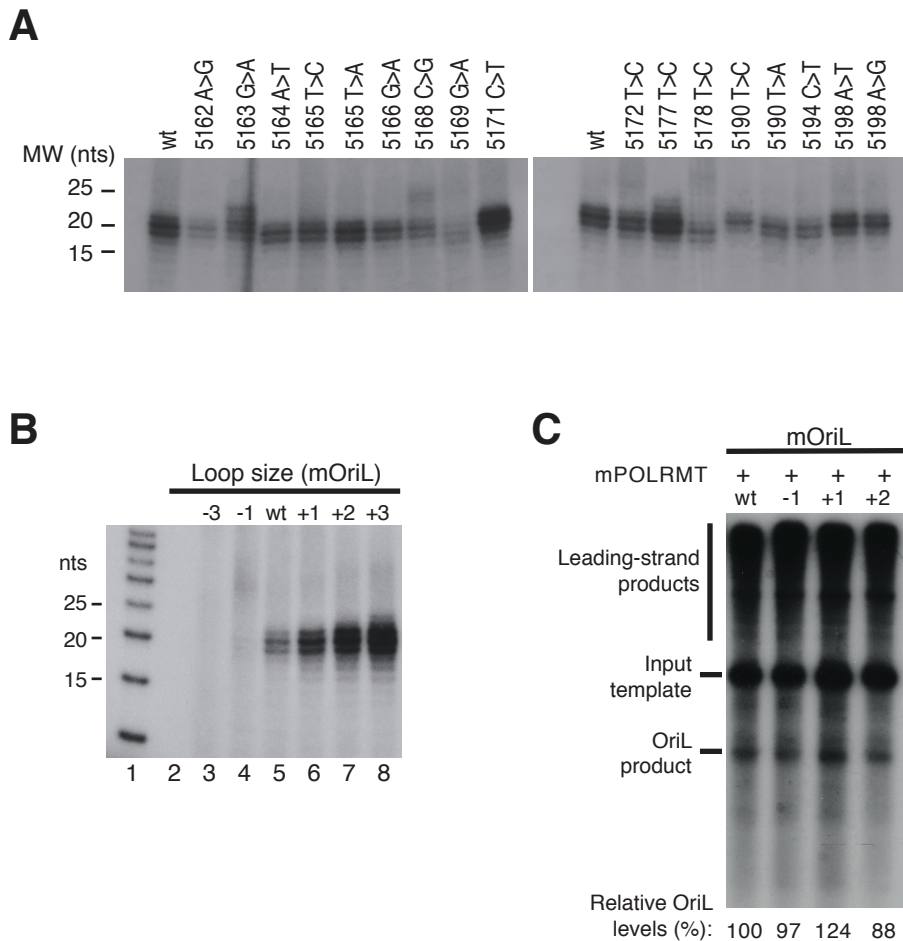 A
wt
5162 A>G
5163 G>A
5164 A>T
5165 T>C
5165 T>A
5166 G>A
5168 C>G
5169 G>A
5171 C>T
wt
5172 T>C
5177 T>C
5178 T>C
5190 T>C
5190 T>A
5194 C>T
5198 A>T
5198 A>G
MW (nts)
25
20
15
B
Loop size (mOriL)
-3 -1 wt +1 +2 +3
nts
25
20
15
1 2 3 4 5 6 7 8
C
mOriL
mPOLRMT + + + +
wt -1 +1 +2
Leading-strand
products
Input
template
OriL
product
Relative OriL
levels (%): 100 97 124 88